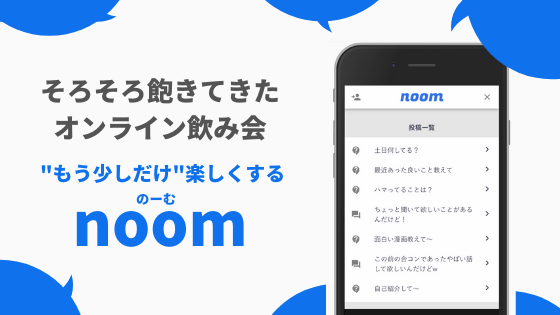 そろそろ飽きてきた
オンライン飲み会
"もう少しだけ"楽しくする
のーむ
noom
noom
投稿一覧
土日何してる？
最近あった良いこと教えて
ハマってることは？
ちょっと聞いて欲しいことがある
んだけど！
面白い漫画教えて〜
この前の合コンであったやばい話
して欲しいんだけどw
自己紹介して〜